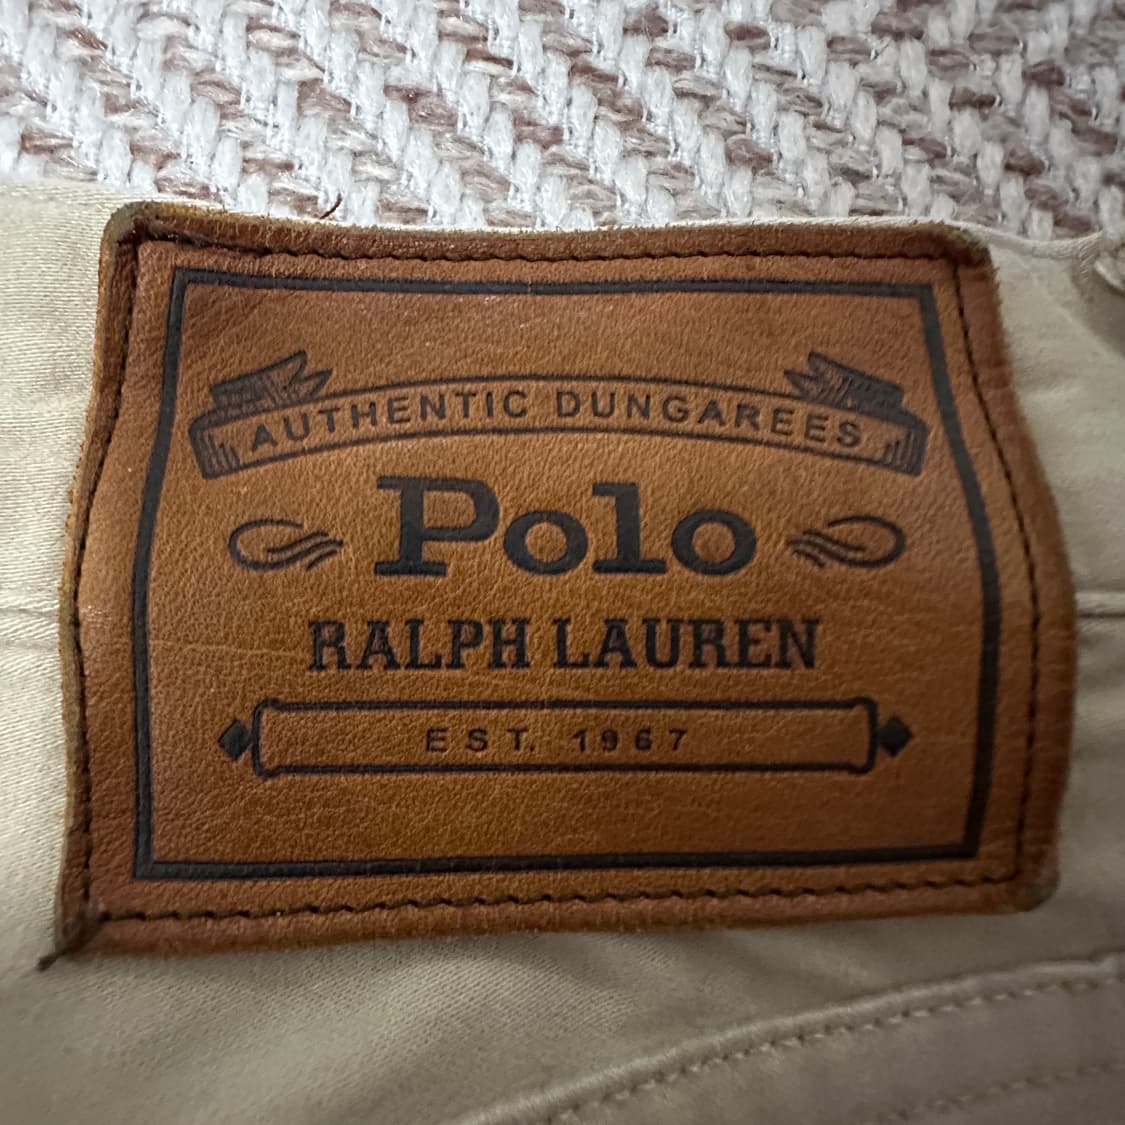 AUTHENTIC DUNGAREES
Polo
RALPH LAUREN
EST. 1967